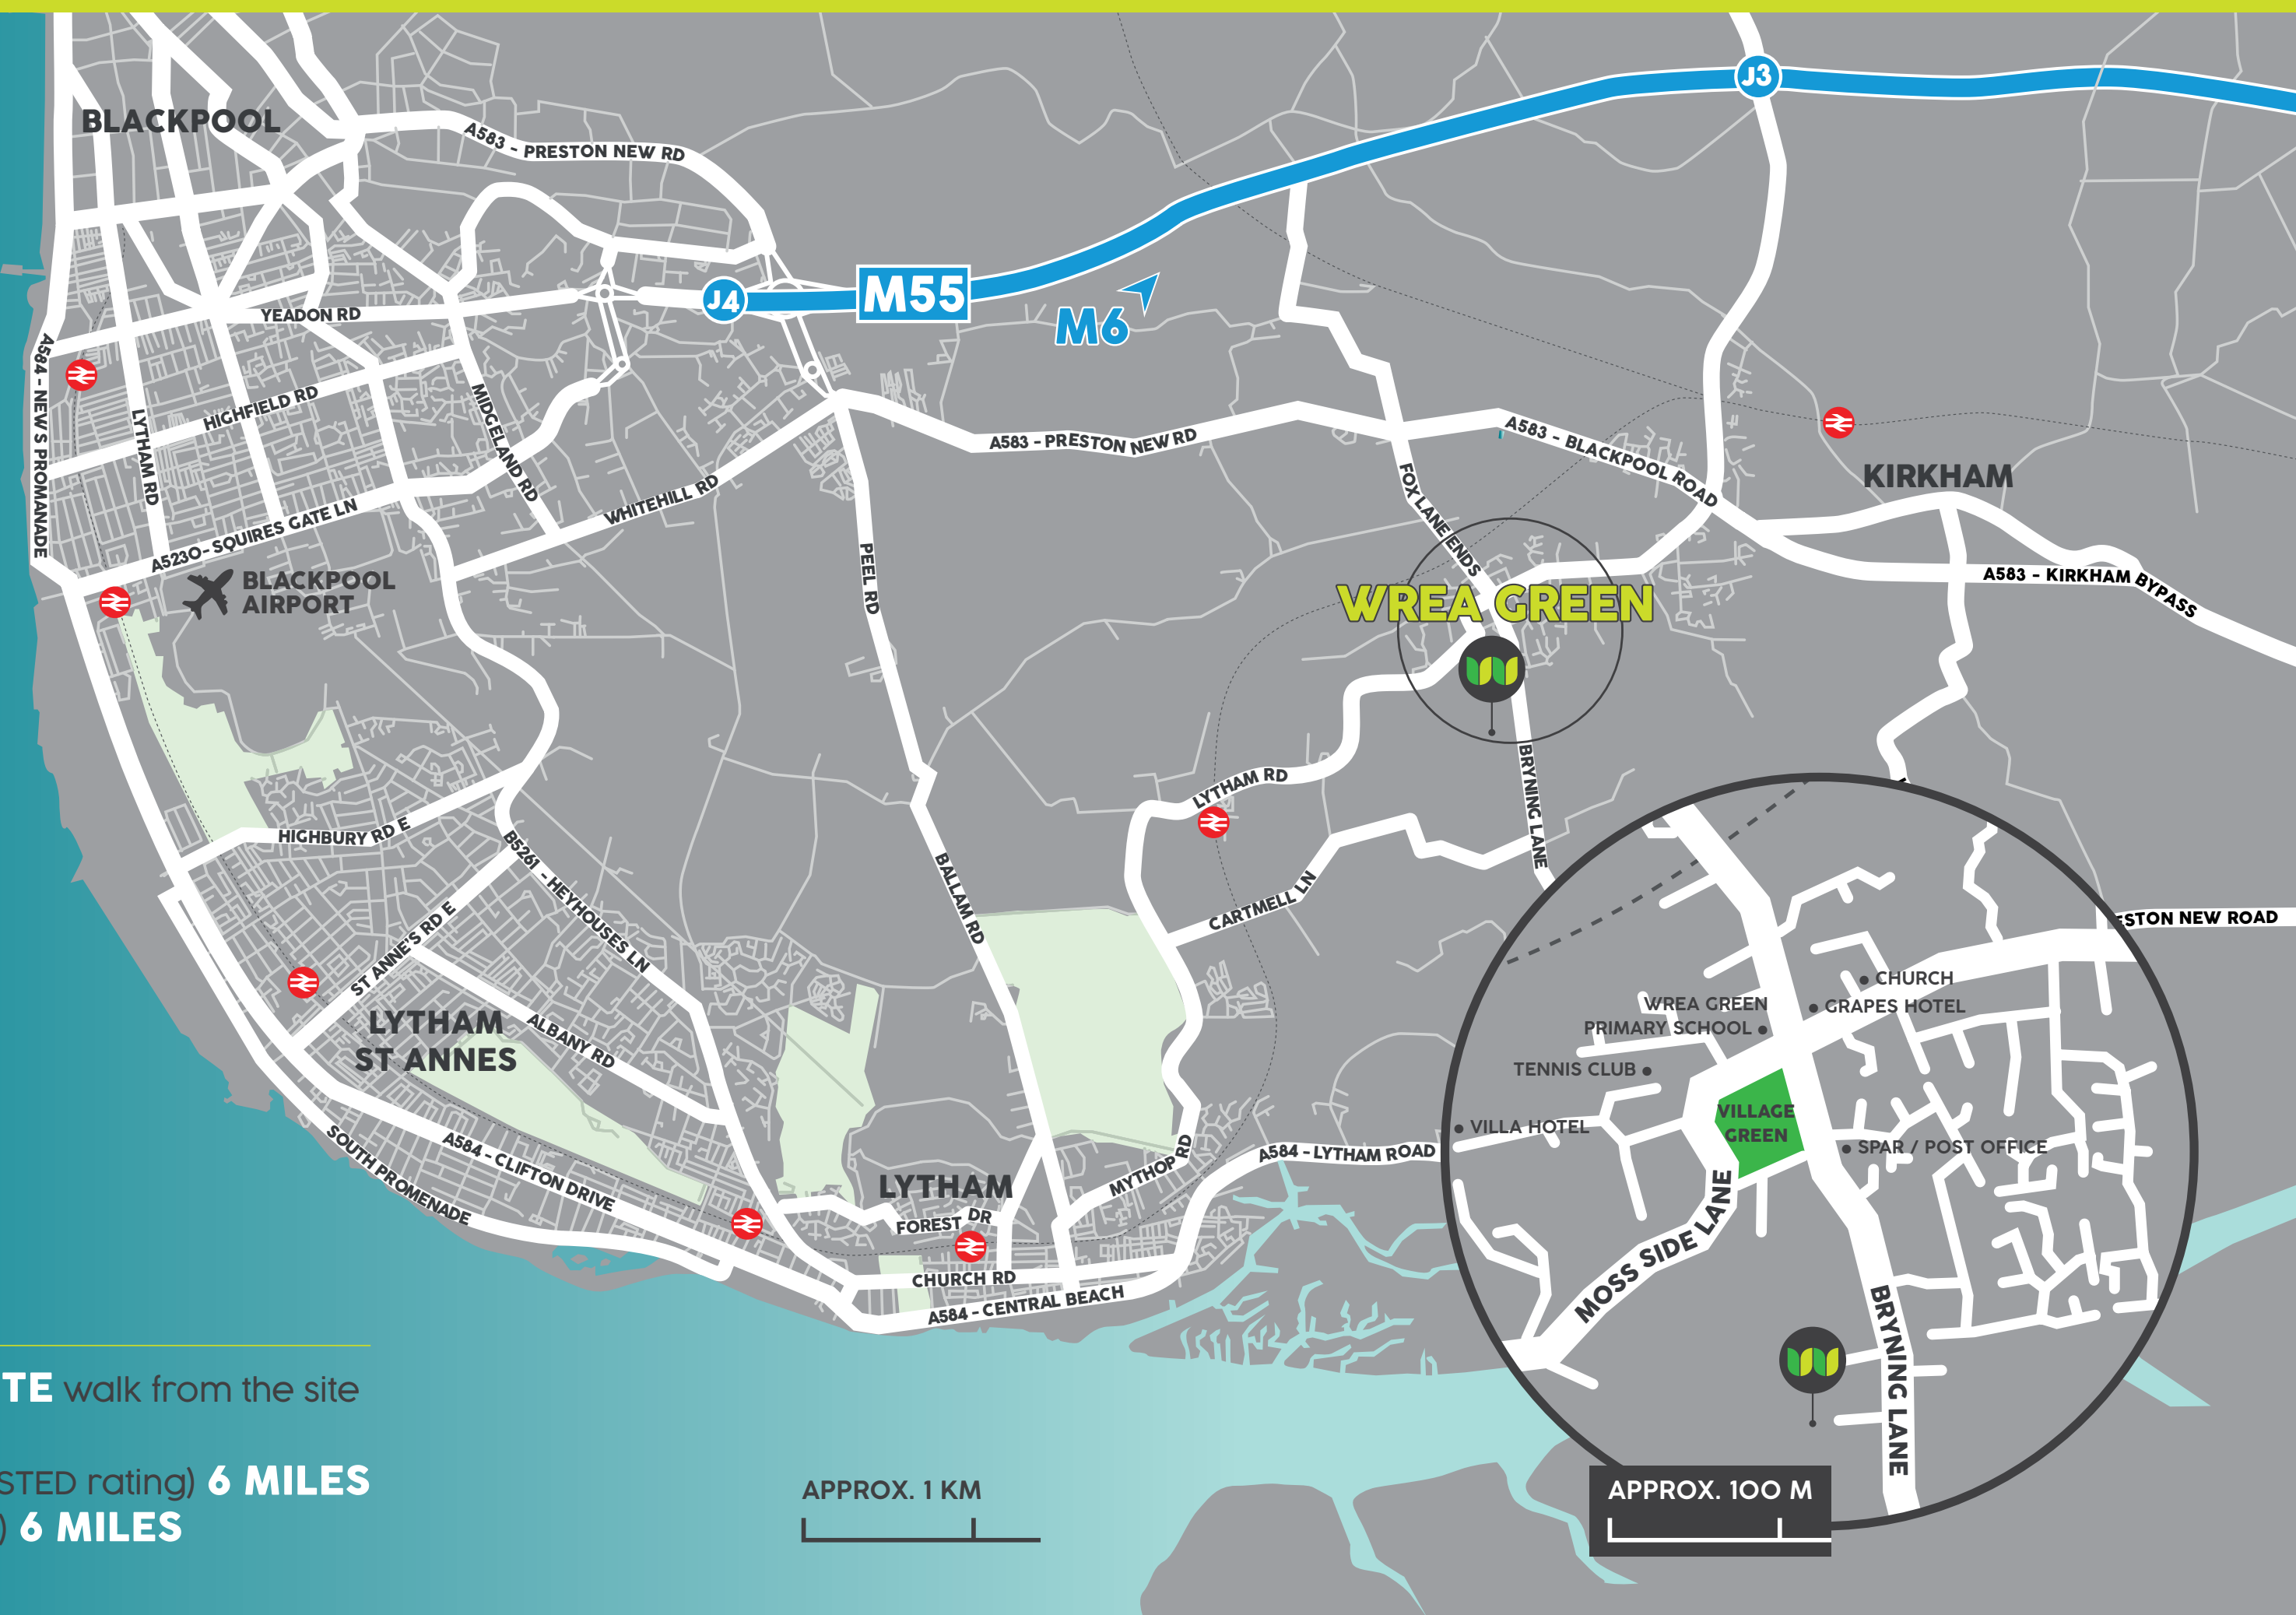 J3
BLACKPOOL
A583 - PRESTON NEW RD
J4
M55
M6
YEADON RD
A584 - NEW S PROMANADE
LYTHAM RD
HIGHFIELD RD
MIDGELAND RD
A583 - PRESTON NEW RD
A583 - BLACKPOOL ROAD
KIRKHAM
WHITEHILL RD
A5230- SQUIRES GATE LN
FOX LANE ENDS
PEEL RD
BLACKPOOL
AIRPORT
WREA GREEN
A583 - KIRKHAM BYPASS
BRYNING LANE
LYTHAM RD
HIGHBURY RD E
B5261 - HEYHOUSES LN
BALLAM RD
CARTMELL LN
ST ANNE'S RD E
ESTON NEW ROAD
CHURCH
WREA GREEN
PRIMARY SCHOOL
GRAPES HOTEL
LYTHAM
ST ANNES
ALBANY RD
TENNIS CLUB
VILLAGE
GREEN
VILLA HOTEL
SPAR / POST OFFICE
A584 - LYTHAM ROAD
MYTHOP RD
SOUTH PROMENADE
A584 - CLIFTON DRIVE
LYTHAM
FOREST DR
CHURCH RD
A584 - CENTRAL BEACH
MOSS SIDE LANE
BRYNING LANE
TE walk from the site
STED rating) 6 MILES
) 6 MILES
APPROX. 1 KM
APPROX. 100 M